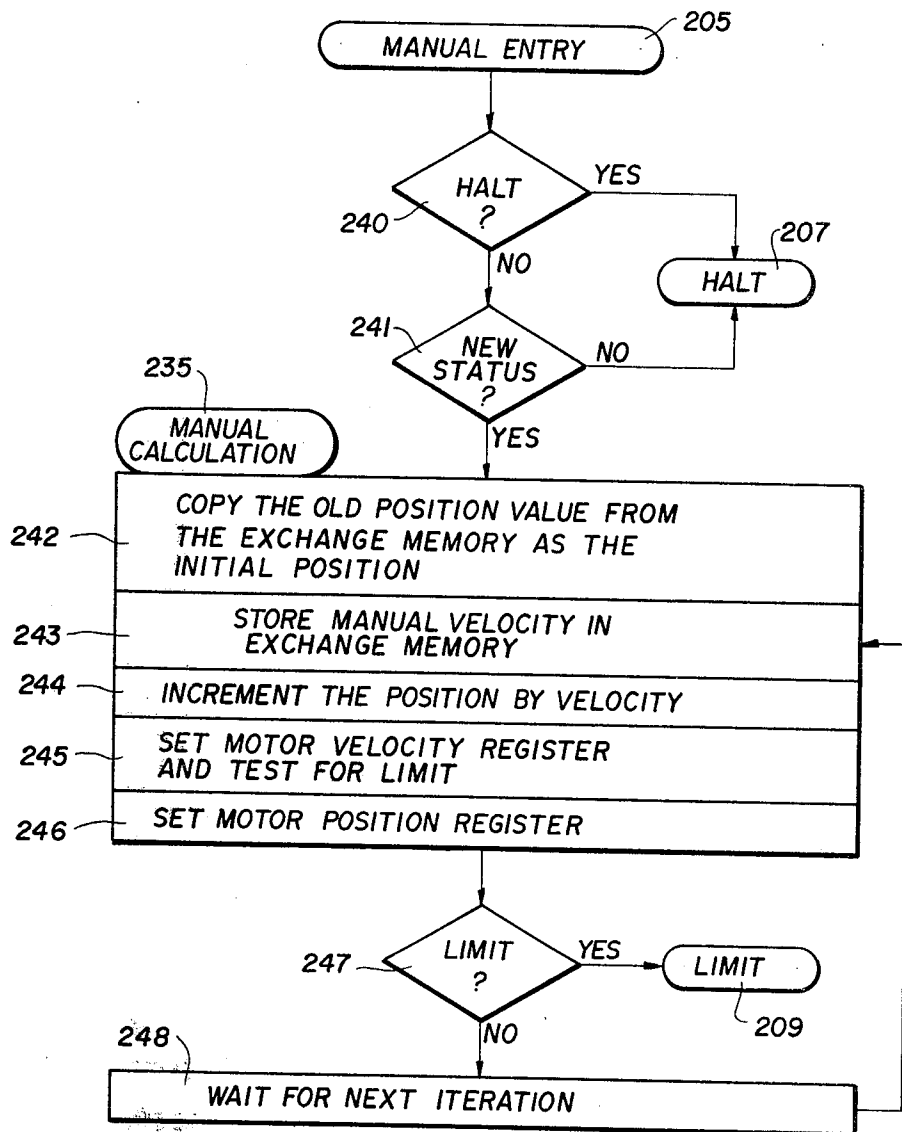 205
MANUAL ENTRY
HALT
?
240
YES
NO
207
HALT
241
NEW
STATUS
?
NO
YES
235
MANUAL
CALCULATION
242
COPY THE OLD POSITION VALUE FROM
THE EXCHANGE MEMORY AS THE
INITIAL POSITION
243
STORE MANUAL VELOCITY IN
EXCHANGE MEMORY
244
INCREMENT THE POSITION BY VELOCITY
245
SET MOTOR VELOCITY REGISTER
AND TEST FOR LIMIT
246
SET MOTOR POSITION REGISTER
247
LIMIT
?
YES
LIMIT
209
NO
248
WAIT FOR NEXT ITERATION